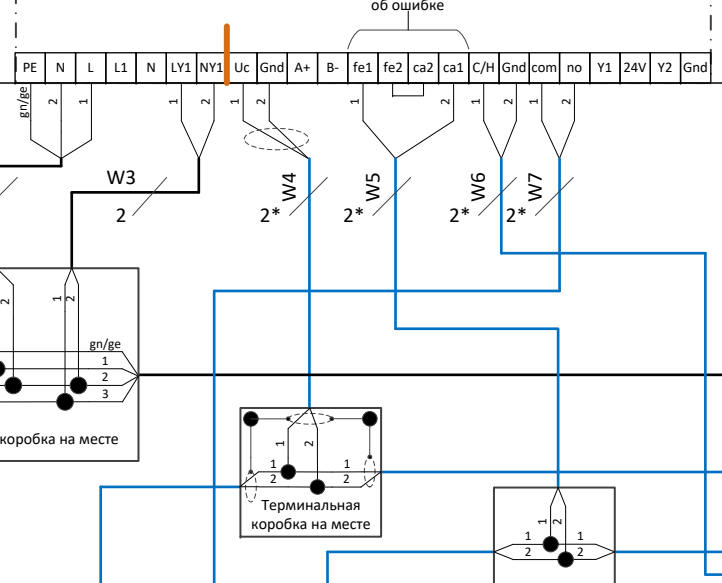 об ошибке
PE N L L1 N LY1 NY1 Uc Gnd A+ B- fe1 fe2 ca2 ca1 C/H Gnd com no Y1 24V Y2 Gnd
gn/ge 2 1 1 2 1 2 1 2 1 2 1 2
W3 W4 W5 W6 W7
2 2* 2* 2* 2*
2 1 2
gn/ge
1
2
3
коробка на месте
1 2
1 1
2 2
Терминальная
коробка на месте
1 2
1 1
2 2